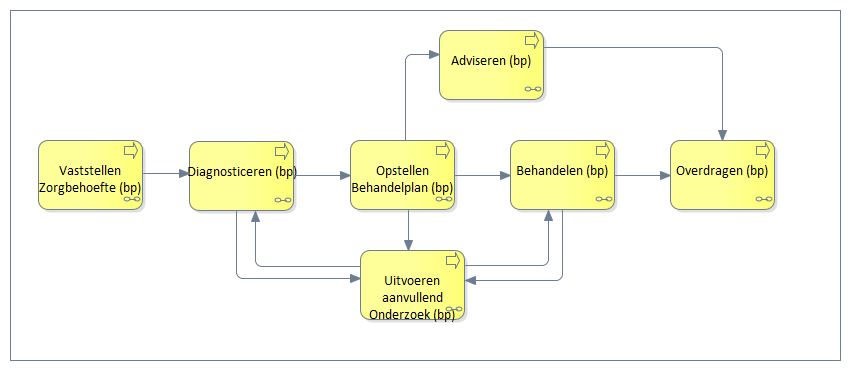 Adviseren (bp)
Vaststellen
Zorgbehoefte (bp)
Diagnosticeren (bp)
Opstellen
Behandelplan (bp)
Behandelen (bp)
Overdragen (bp)
Uitvoeren
aanvullend
Onderzoek (bp)